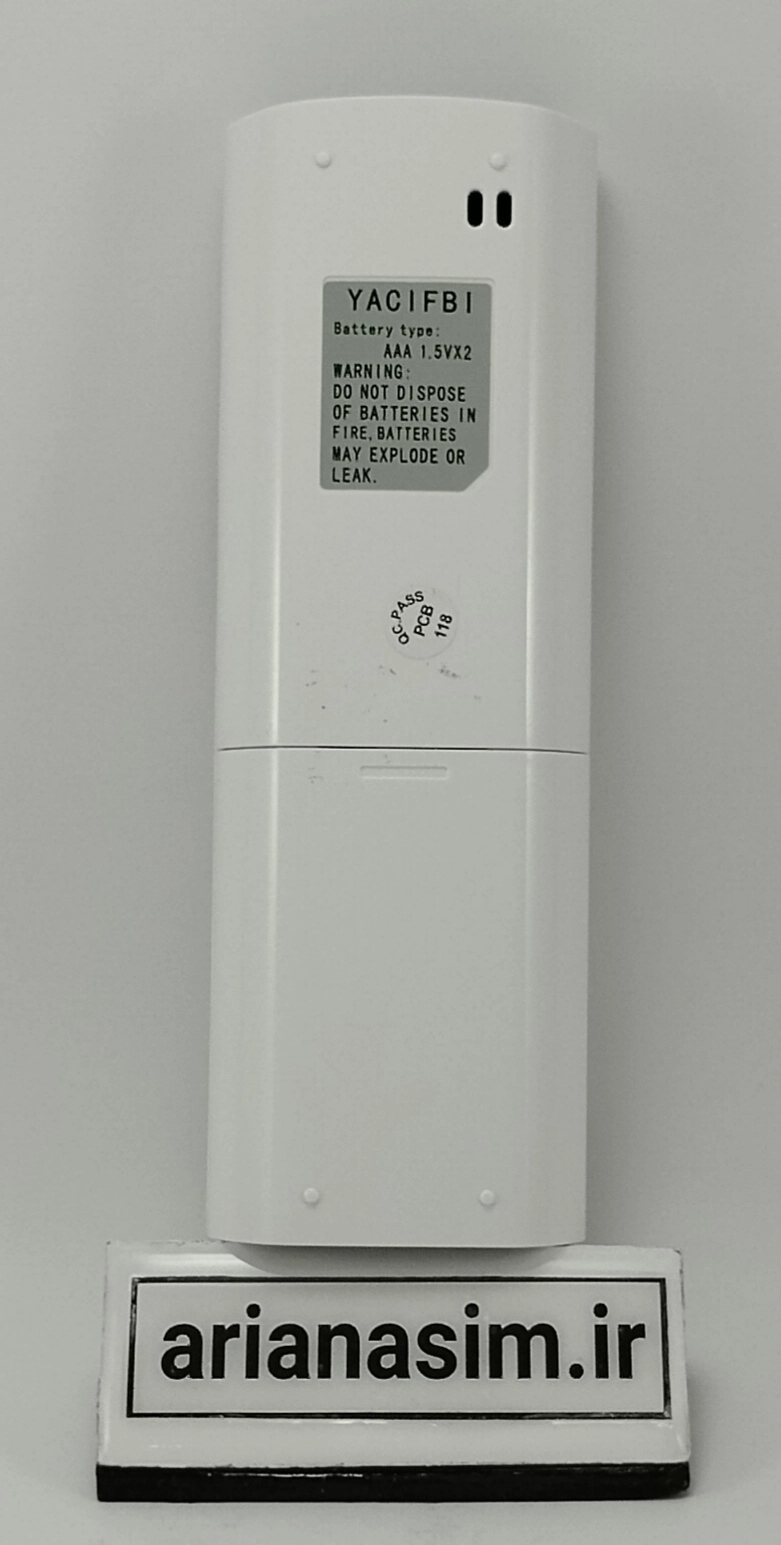 YACIFBI
Battery type:
AAA 1.5VX2
WARNING:
DO NOT DISPOSE
OF BATTERIES IN
FIRE, BATTERIES
MAY EXPLODE OR
LEAK.
QC.PASS
PCB
118
arianasim.ir